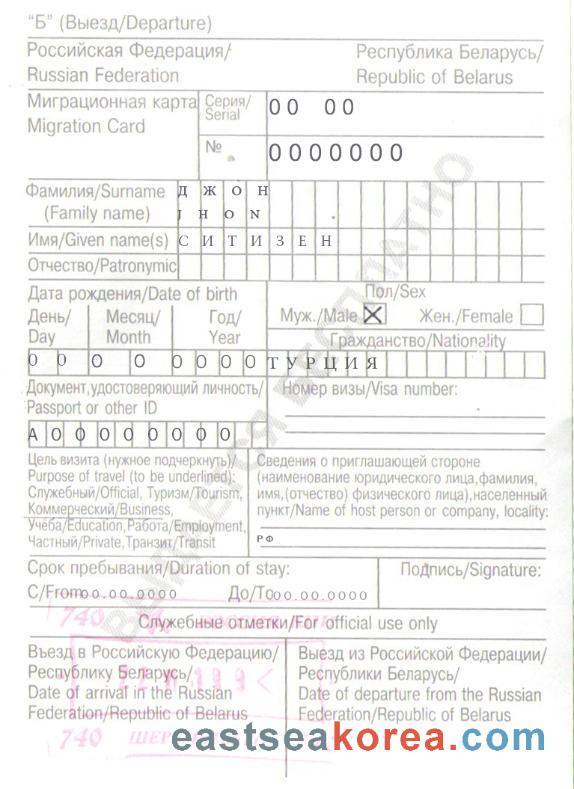 "Б" (Выезд/Departure)
Российская Федерация/ Республика Беларусь/
Russian Federation Republic of Belarus
Миграционная карта Серия/ 00 00
Serial
Migration Card
№ 0000000
Фамилия/Surname ДЖОН
(Family name) JHON
Имя/Given name(s) СИТИЗЕН
Отчество/Patronymic
Дата рождения/Date of birth Пол/Sex
День/ Месяц/ Год/ Муж./Male X Жен./Female
Day Month Year Гражданство/Nationality
00 00 0000 ТУРЦИЯ
Документ,удостоверяющий личность/ Номер визы/Visa number:
Passport or other ID
A00000000
Цель визита (нужное подчеркнуть)/ Сведения о приглашающей стороне
Purpose of travel (to be underlined): (наименование юридического лица,фамилия,
Служебный/Official, Туризм/Tourism, имя,(отчество) физического лица),населенный
Коммерческий/Business, пункт/Name of host person or company, locality:
Учёба/Education,Работа/Employment,
Частный/Private,Транзит/Transit РФ
Срок пребывания/Duration of stay: Подпись/Signature:
С/From00.00.0000 До/To00.00.0000
Служебные отметки/For official use only
740
Въезд в Российскую Федерацию/ Выезд из Российской Федерации/
Республику Беларусь/ Республики Беларусь/
Date of arrival in the Russian Date of departure from the Russian
Federation/Republic of Belarus Federation/Republic of Belarus
740 ШЕР
eastseakorea.com
ВЫДАЕТСЯ БЕСПЛАТНО